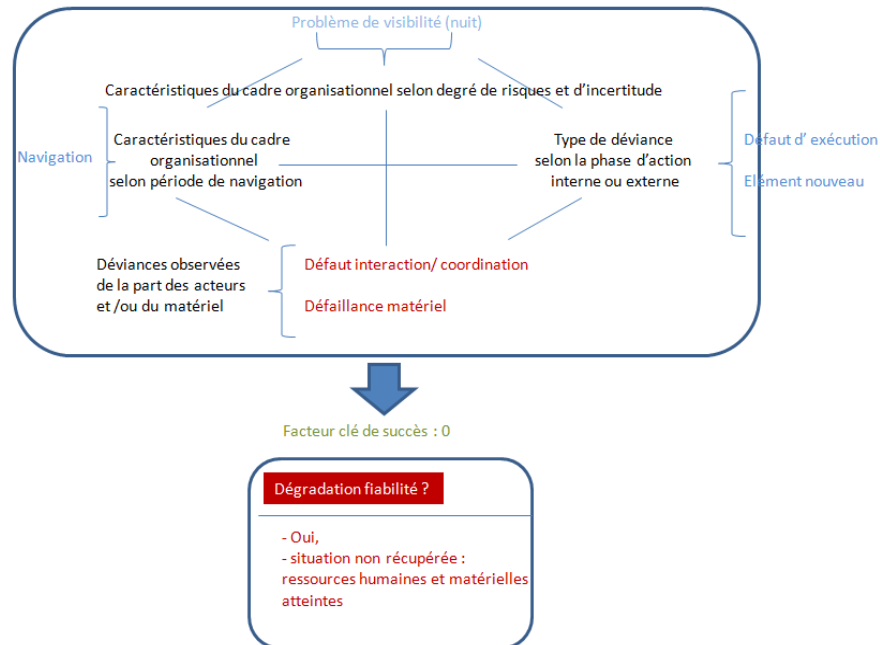 Problème de visibilité (nuit)
Caractéristiques du cadre organisationnel selon degré de risques et d'incertitude
Navigation
Caractéristiques du cadre
organisationnel
selon période de navigation
Type de déviance
selon la phase d'action
interne ou externe
Défaut d' exécution
Elément nouveau
Déviances observées
de la part des acteurs
et /ou du matériel
Défaut interaction/ coordination
Défaillance matériel
Facteur clé de succès : 0
Dégradation fiabilité ?
- Oui,
- situation non récupérée :
ressources humaines et matérielles
atteintes